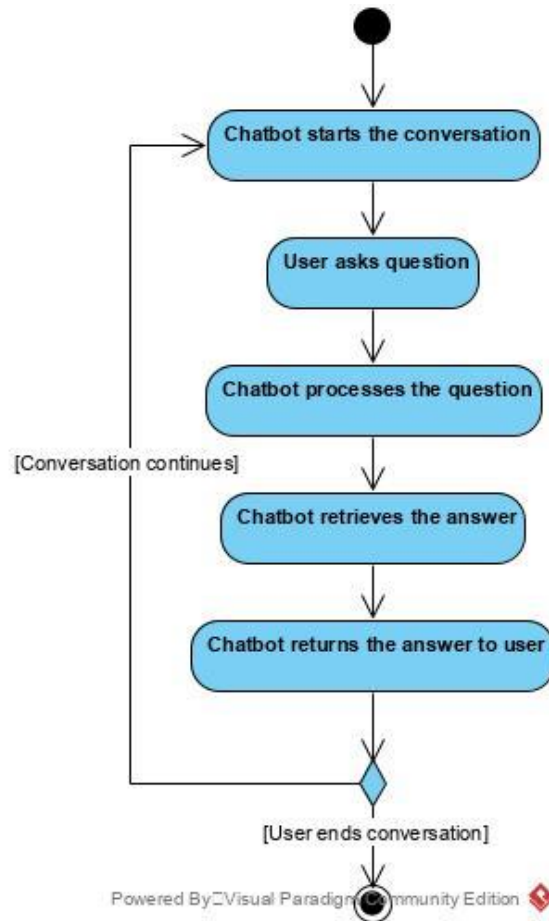 Chatbot starts the conversation
User asks question
Chatbot processes the question
[Conversation continues]
Chatbot retrieves the answer
Chatbot returns the answer to user
[User ends conversation]
Powered By Visual Paradigm Community Edition